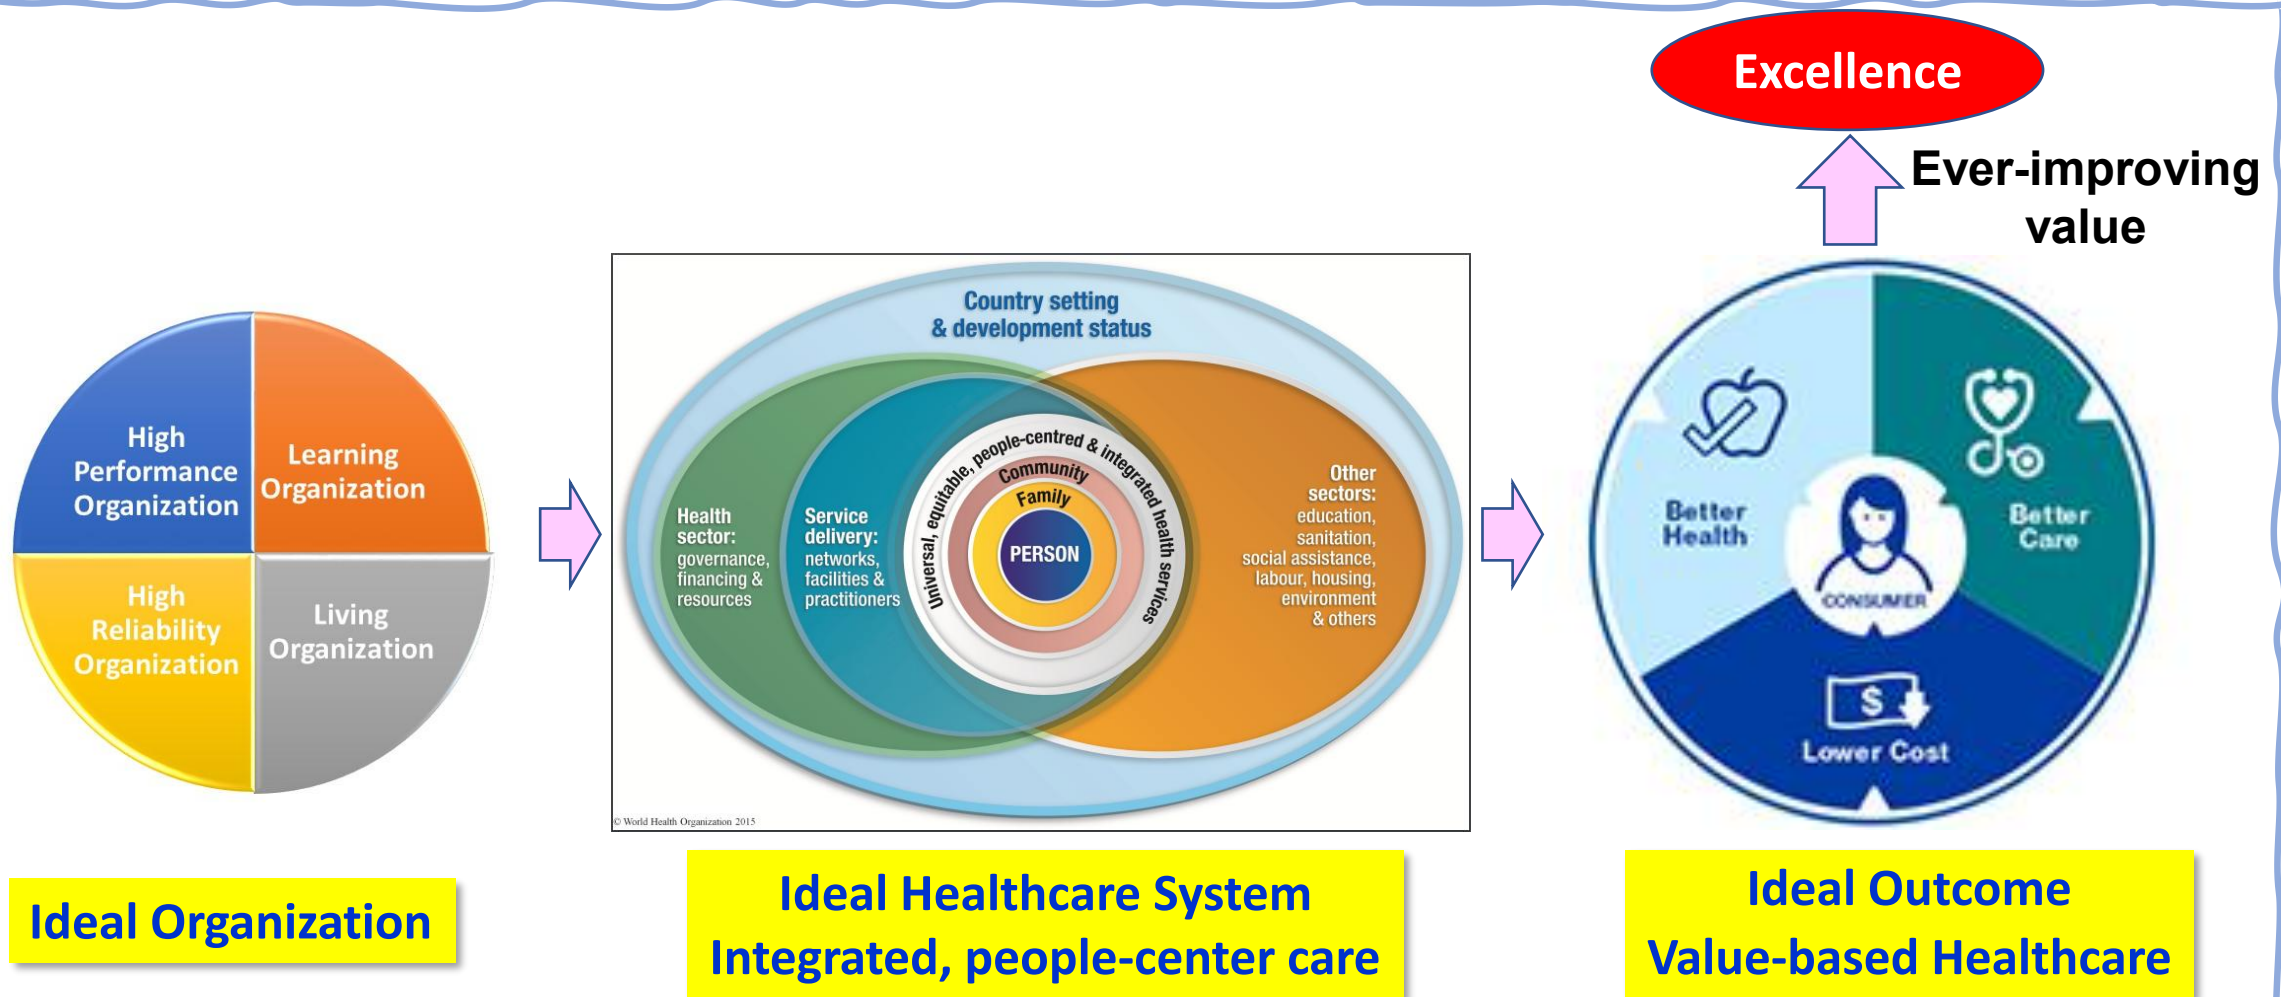 Excellence
Ever-improving
value
High
Performance
Organization
Learning
Organization
High
Reliability
Organization
Living
Organization
Ideal Organization
Country setting
& development status
Health
sector:
governance,
financing &
resources
Service
delivery:
networks,
facilities &
practitioners
Universal, equitable, people-centred & integrated health services
Community
Family
PERSON
Other
sectors:
education,
sanitation,
social assistance,
labour, housing,
environment
& others
© World Health Organization 2015
Ideal Healthcare System
Integrated, people-center care
Better
Health
Better
Care
CONSUMER
$
Lower Cost
Ideal Outcome
Value-based Healthcare